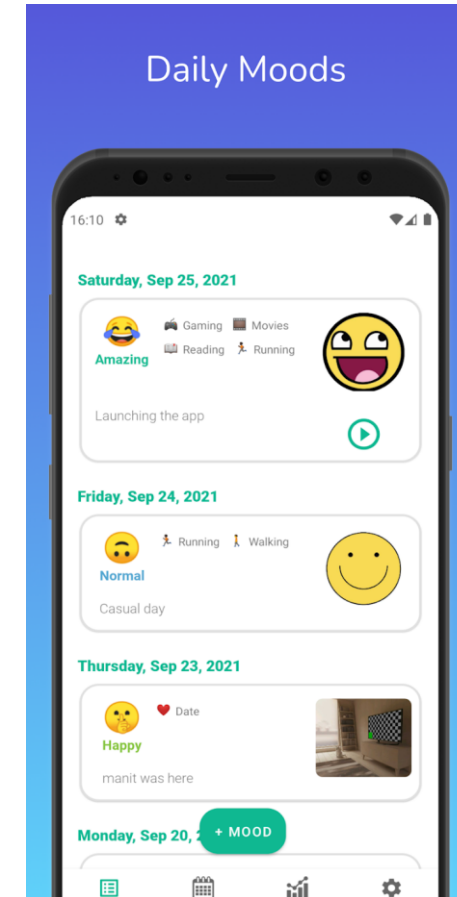 Daily Moods
16:10
Saturday, Sep 25, 2021
Gaming Movies
Amazing Reading Running
Launching the app
Friday, Sep 24, 2021
Running Walking
Normal
Casual day
Thursday, Sep 23, 2021
Date
Happy
manit was here
Monday, Sep 20,
+ MOOD